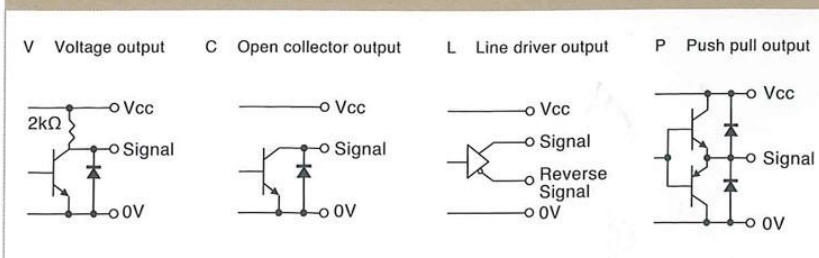 V Voltage output
2kΩ
Vcc
Signal
0V
C Open collector output
Vcc
Signal
0V
L Line driver output
Vcc
Signal
Reverse
Signal
0V
P Push pull output
Vcc
Signal
0V